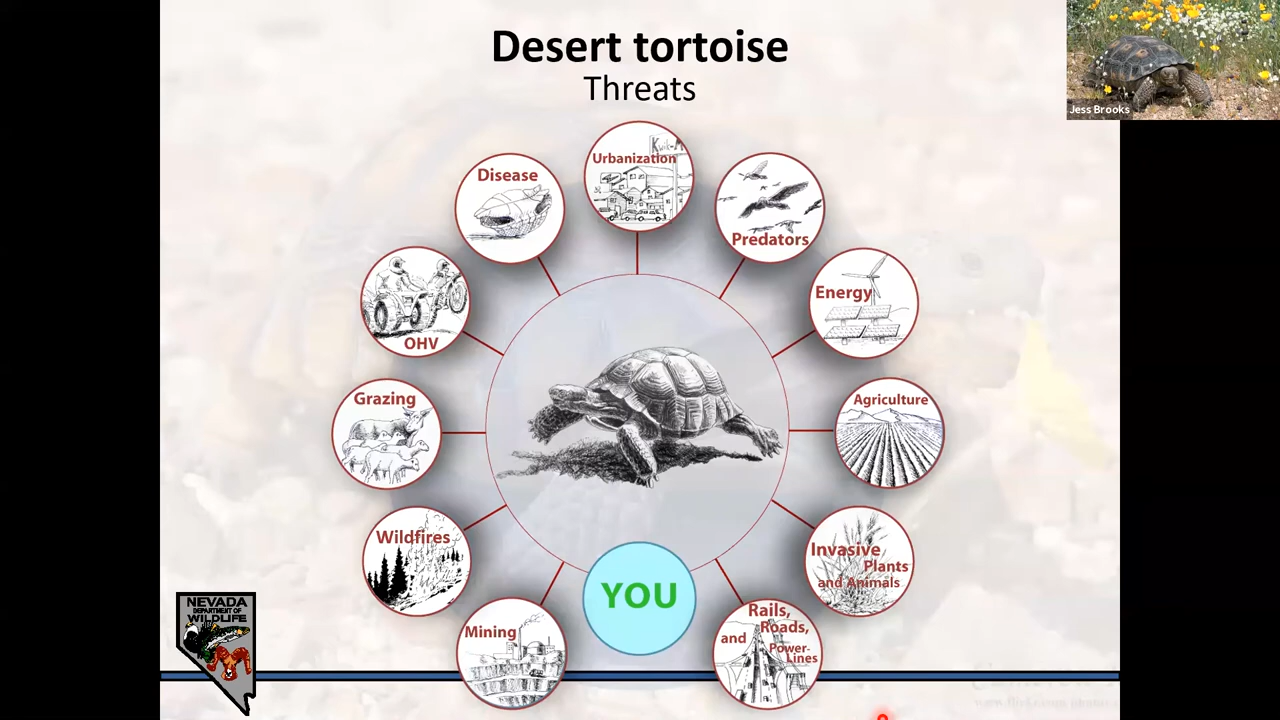 Desert tortoise
Threats
Jess Brooks
Urbanization
Kwik-M
Disease
Predators
Energy
OHV
Grazing
Agriculture
Wildfires
Invasive
Plants
and Animals
YOU
Mining
Rails,
Roads,
and
Power-
Lines
NEVADA
DEPARTMENT OF
WILDLIFE